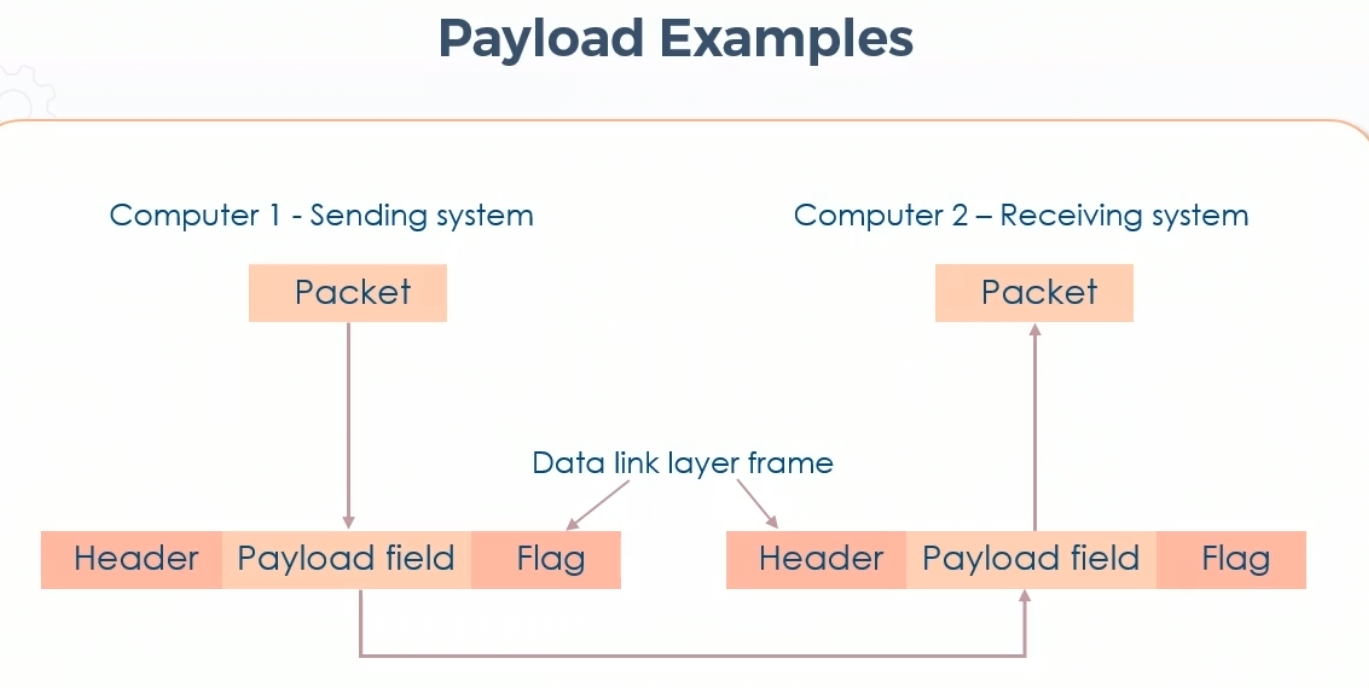 Payload Examples
Computer 1 - Sending system
Computer 2 – Receiving system
Packet
Packet
Data link layer frame
Header
Payload field
Flag
Header
Payload field
Flag